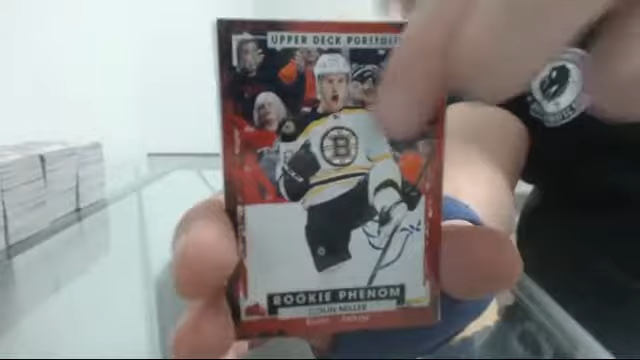 UPPER DECK PORTFOLIO
B
ROOKIE PHENOM
COLIN MILLER